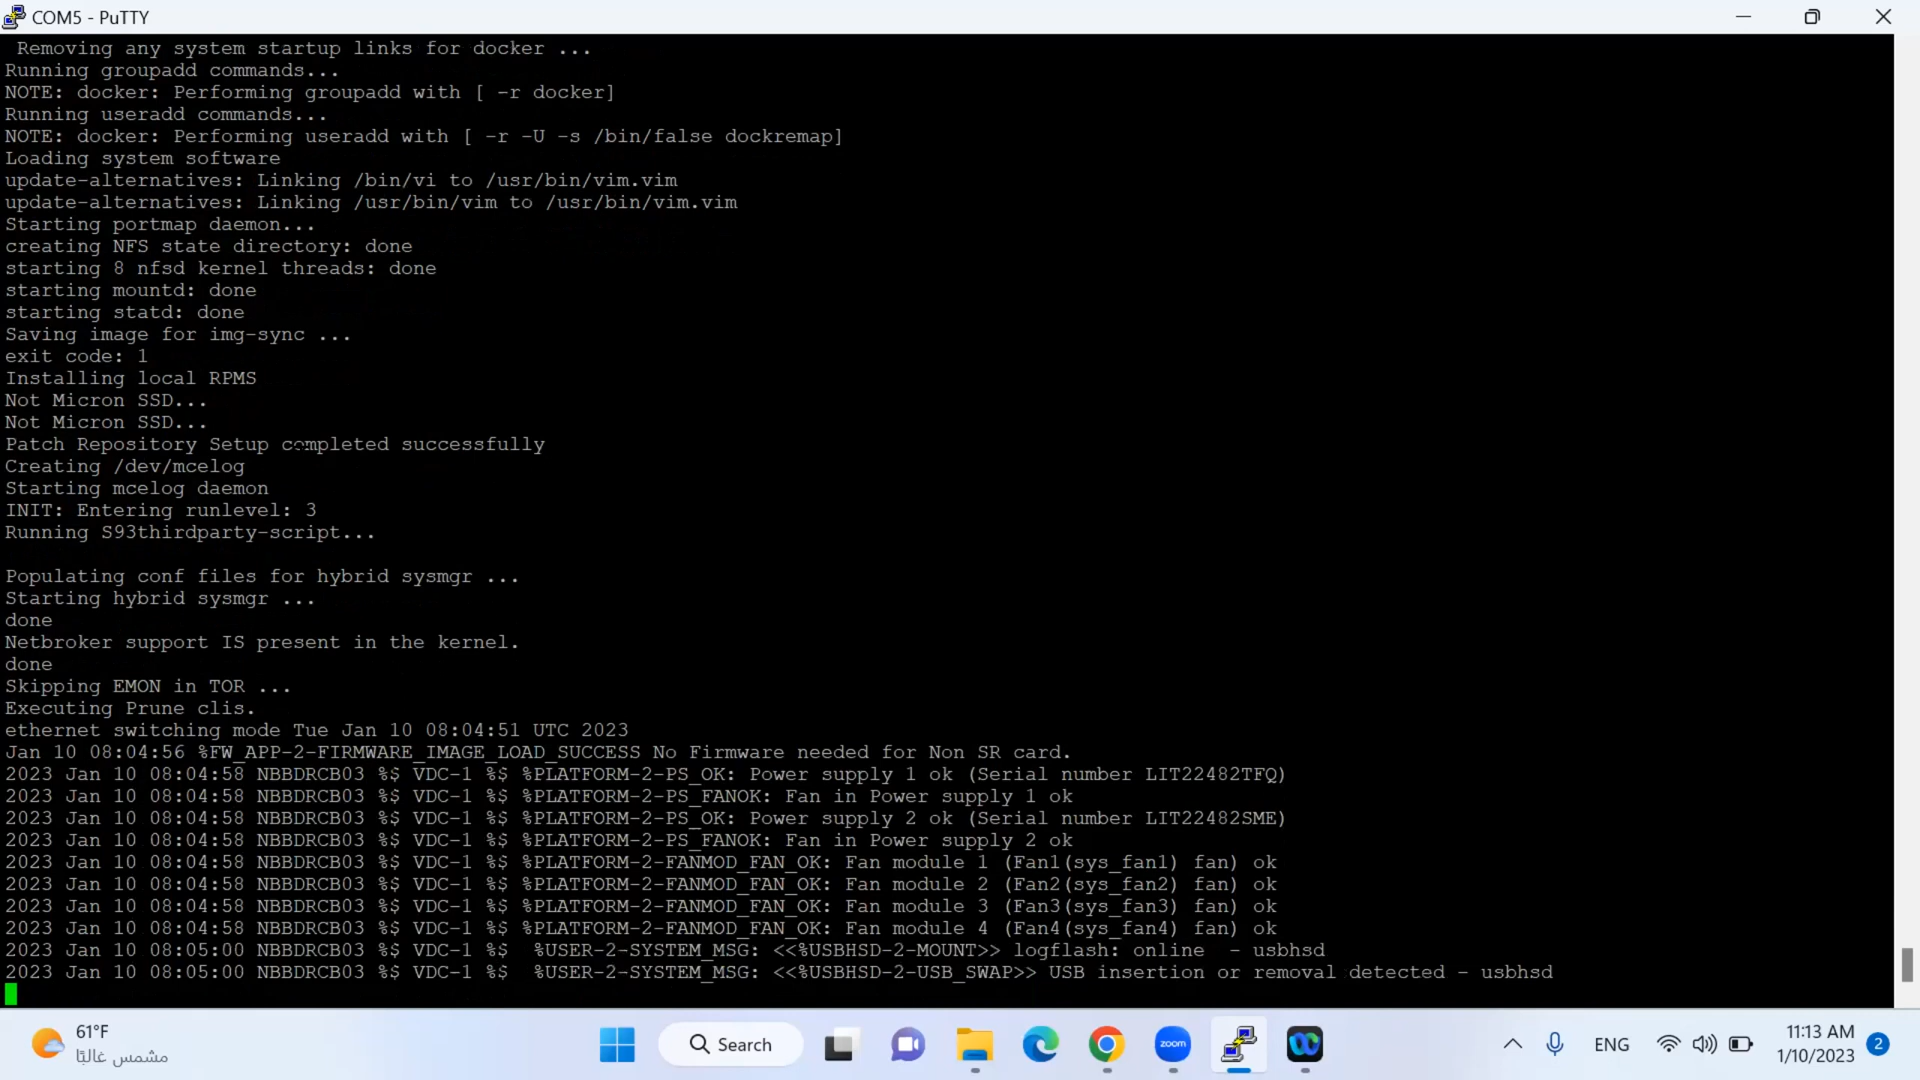 COM5 - PuTTY
Removing any system startup links for docker ...
Running groupadd commands...
NOTE: docker: Performing groupadd with [ -r docker]
Running useradd commands...
NOTE: docker: Performing useradd with [ -r -U -s /bin/false dockremap]
Loading system software
update-alternatives: Linking /bin/vi to /usr/bin/vim.vim
update-alternatives: Linking /usr/bin/vim to /usr/bin/vim.vim
Starting portmap daemon...
creating NFS state directory: done
starting 8 nfsd kernel threads: done
starting mountd: done
starting statd: done
Saving image for img-sync ...
exit code: 1
Installing local RPMS
Not Micron SSD...
Not Micron SSD...
Patch Repository Setup completed successfully
Creating /dev/mcelog
Starting mcelog daemon
INIT: Entering runlevel: 3
Running S93thirdparty-script...
Populating conf files for hybrid sysmgr ...
Starting hybrid sysmgr ...
done
Netbroker support IS present in the kernel.
done
Skipping EMON in TOR ...
Executing Prune clis.
ethernet switching mode Tue Jan 10 08:04:51 UTC 2023
Jan 10 08:04:56 %FW_APP-2-FIRMWARE_IMAGE_LOAD_SUCCESS No Firmware needed for Non SR card.
2023 Jan 10 08:04:58 NBBDRCB03 %$ VDC-1 %$ %PLATFORM-2-PS_OK: Power supply 1 ok (Serial number LIT22482TFQ)
2023 Jan 10 08:04:58 NBBDRCB03 %$ VDC-1 %$ %PLATFORM-2-PS_FANOK: Fan in Power supply 1 ok
2023 Jan 10 08:04:58 NBBDRCB03 %$ VDC-1 %$ %PLATFORM-2-PS_OK: Power supply 2 ok (Serial number LIT22482SME)
2023 Jan 10 08:04:58 NBBDRCB03 %$ VDC-1 %$ %PLATFORM-2-PS_FANOK: Fan in Power supply 2 ok
2023 Jan 10 08:04:58 NBBDRCB03 %$ VDC-1 %$ %PLATFORM-2-FANMOD_FAN_OK: Fan module 1 (Fan1(sys_fan1) fan) ok
2023 Jan 10 08:04:58 NBBDRCB03 %$ VDC-1 %$ %PLATFORM-2-FANMOD_FAN_OK: Fan module 2 (Fan2(sys_fan2) fan) ok
2023 Jan 10 08:04:58 NBBDRCB03 %$ VDC-1 %$ %PLATFORM-2-FANMOD_FAN_OK: Fan module 3 (Fan3(sys_fan3) fan) ok
2023 Jan 10 08:04:58 NBBDRCB03 %$ VDC-1 %$ %PLATFORM-2-FANMOD_FAN_OK: Fan module 4 (Fan4(sys_fan4) fan) ok
2023 Jan 10 08:05:00 NBBDRCB03 %$ VDC-1 %$  %USER-2-SYSTEM_MSG: <<%USBHSD-2-MOUNT>> logflash: online  - usbhsd
2023 Jan 10 08:05:00 NBBDRCB03 %$ VDC-1 %$  %USER-2-SYSTEM_MSG: <<%USBHSD-2-USB_SWAP>> USB insertion or removal detected - usbhsd
61°F
مشمس غالبًا
Search
zoom
ENG
11:13 AM
1/10/2023
2